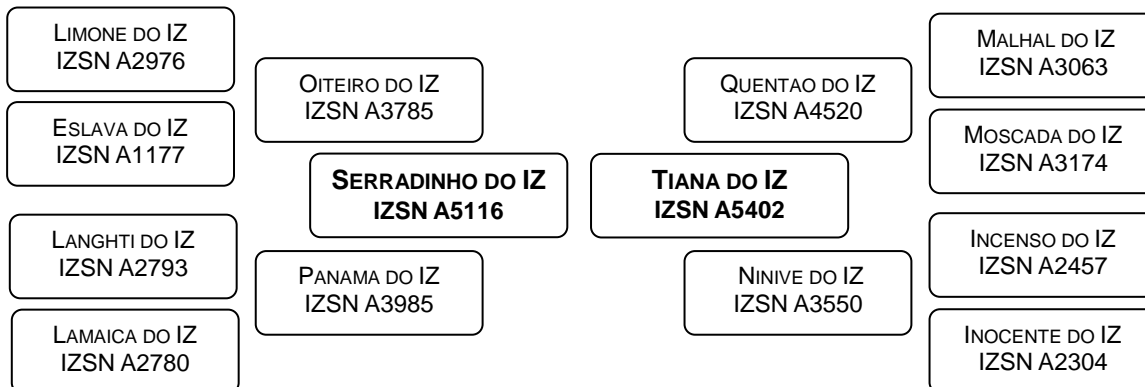 LIMONE DO IZ
IZSN A2976
ESLAVA DO IZ
IZSN A1177
LANGHTI DO IZ
IZSN A2793
LAMAICA DO IZ
IZSN A2780
OITEIRO DO IZ
IZSN A3785
PANAMA DO IZ
IZSN A3985
SERRADINHO DO IZ
IZSN A5116
TIANA DO IZ
IZSN A5402
QUENTAO DO IZ
IZSN A4520
NINIVE DO IZ
IZSN A3550
MALHAL DO IZ
IZSN A3063
MOSCADA DO IZ
IZSN A3174
INCENSO DO IZ
IZSN A2457
INOCENTE DO IZ
IZSN A2304